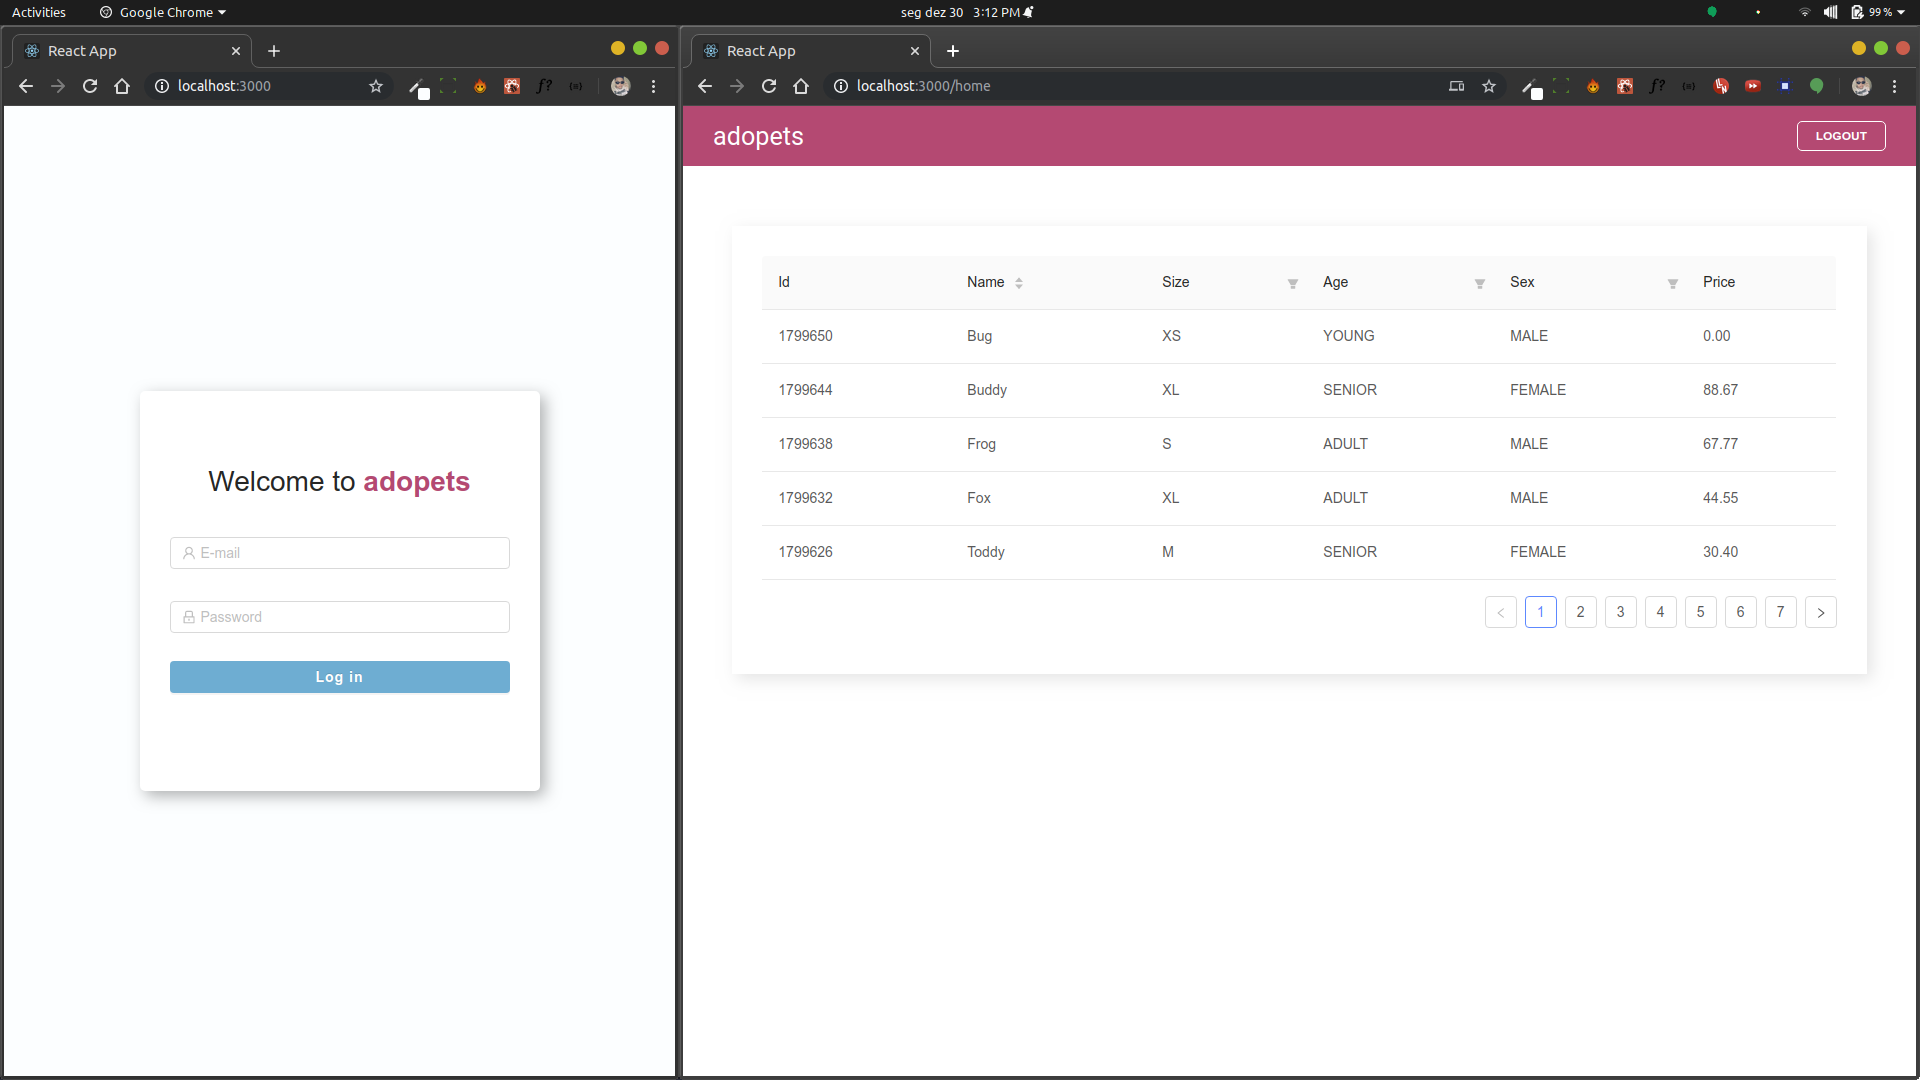 Activities Google Chrome seg dez 30 3:12 PM 99%
React App
localhost:3000
Welcome to adopets
E-mail
Password
Log in
React App
localhost:3000/home
adopets LOGOUT
Id Name Size Age Sex Price
1799650 Bug XS YOUNG MALE 0.00
1799644 Buddy XL SENIOR FEMALE 88.67
1799638 Frog S ADULT MALE 67.77
1799632 Fox XL ADULT MALE 44.55
1799626 Toddy M SENIOR FEMALE 30.40
< 1 2 3 4 5 6 7 >